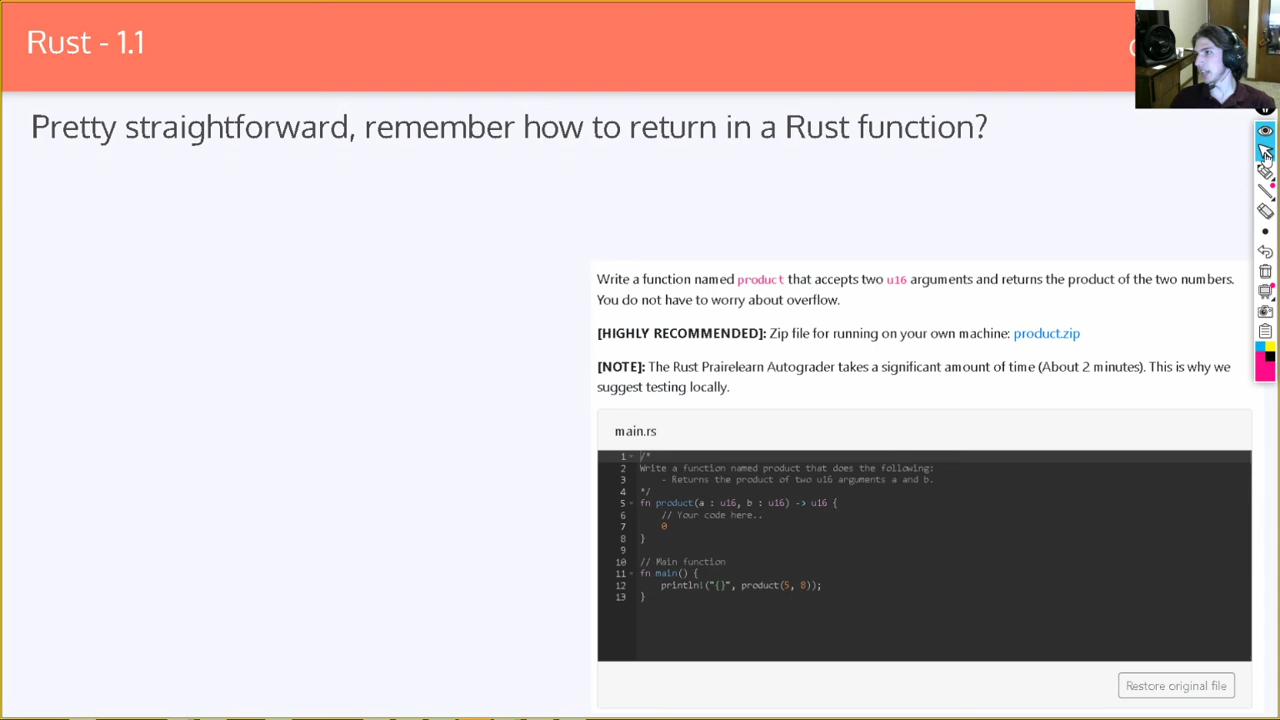 Rust - 1.1
Pretty straightforward, remember how to return in a Rust function?
Write a function named product that accepts two u16 arguments and returns the product of the two numbers.
You do not have to worry about overflow.
[HIGHLY RECOMMENDED]: Zip file for running on your own machine: product.zip
[NOTE]: The Rust Prairelearn Autograder takes a significant amount of time (About 2 minutes). This is why we
suggest testing locally.
main.rs
1 /*
2 Write a function named product that does the following:
3 - Returns the product of two u16 arguments a and b.
4 */
5 fn product(a : u16, b : u16) -> u16 {
6 // Your code here..
7 0
8 }
9
10 // Main function
11 fn main() {
12 println!("{}", product(5, 8));
13 }
Restore original file